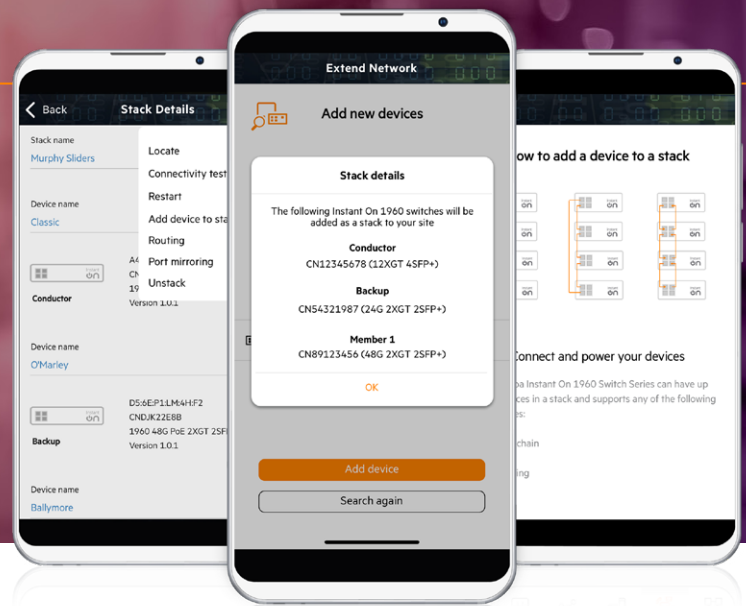 Back
Stack Details
Stack name
Murphy Sliders
Device name
Classic
Conductor
Version 1.0.1
Device name
O'Marley
D5:6E:P1:LM:4H:F2
CNDJK22E8B
1960 48G PoE 2XGT 2SF
Backup
Version 1.0.1
Device name
Ballymore
Locate
Connectivity test
Restart
Add device to sta
Routing
Port mirroring
Unstack
Extend Network
Add new devices
Stack details
The following Instant On 1960 switches will be
added as a stack to your site
Conductor
CN12345678 (12XGT 4SFP+)
Backup
CN54321987 (24G 2XGT 2SFP+)
Member 1
CN89123456 (48G 2XGT 2SFP+)
OK
Add device
Search again
ow to add a device to a stack
onnect and power your devices
ba Instant On 1960 Switch Series can have up
ces in a stack and supports any of the following
es:
chain
ing